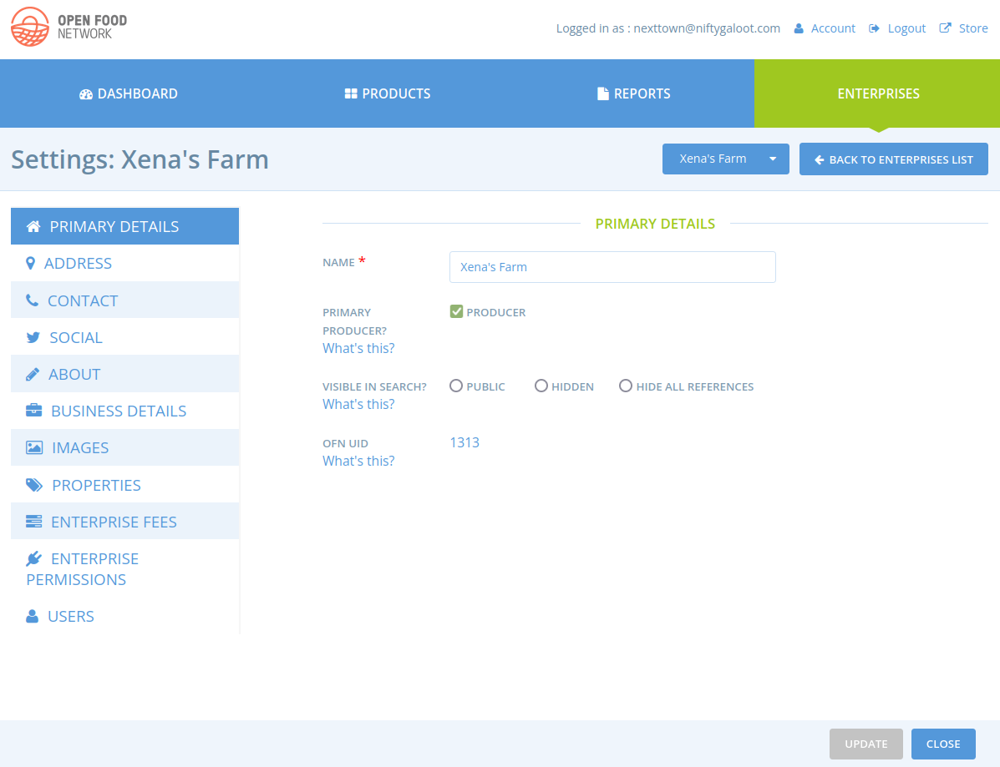 OPEN FOOD
NETWORK
Logged in as : nexttown@niftygaloot.com Account Logout Store
DASHBOARD PRODUCTS REPORTS ENTERPRISES
Settings: Xena's Farm
Xena's Farm BACK TO ENTERPRISES LIST
PRIMARY DETAILS
ADDRESS
CONTACT
SOCIAL
ABOUT
BUSINESS DETAILS
IMAGES
PROPERTIES
ENTERPRISE FEES
ENTERPRISE
PERMISSIONS
USERS
PRIMARY DETAILS
NAME * Xena's Farm
PRIMARY PRODUCER
PRODUCER?
What's this?
VISIBLE IN SEARCH? PUBLIC HIDDEN HIDE ALL REFERENCES
What's this?
OFN UID 1313
What's this?
UPDATE CLOSE